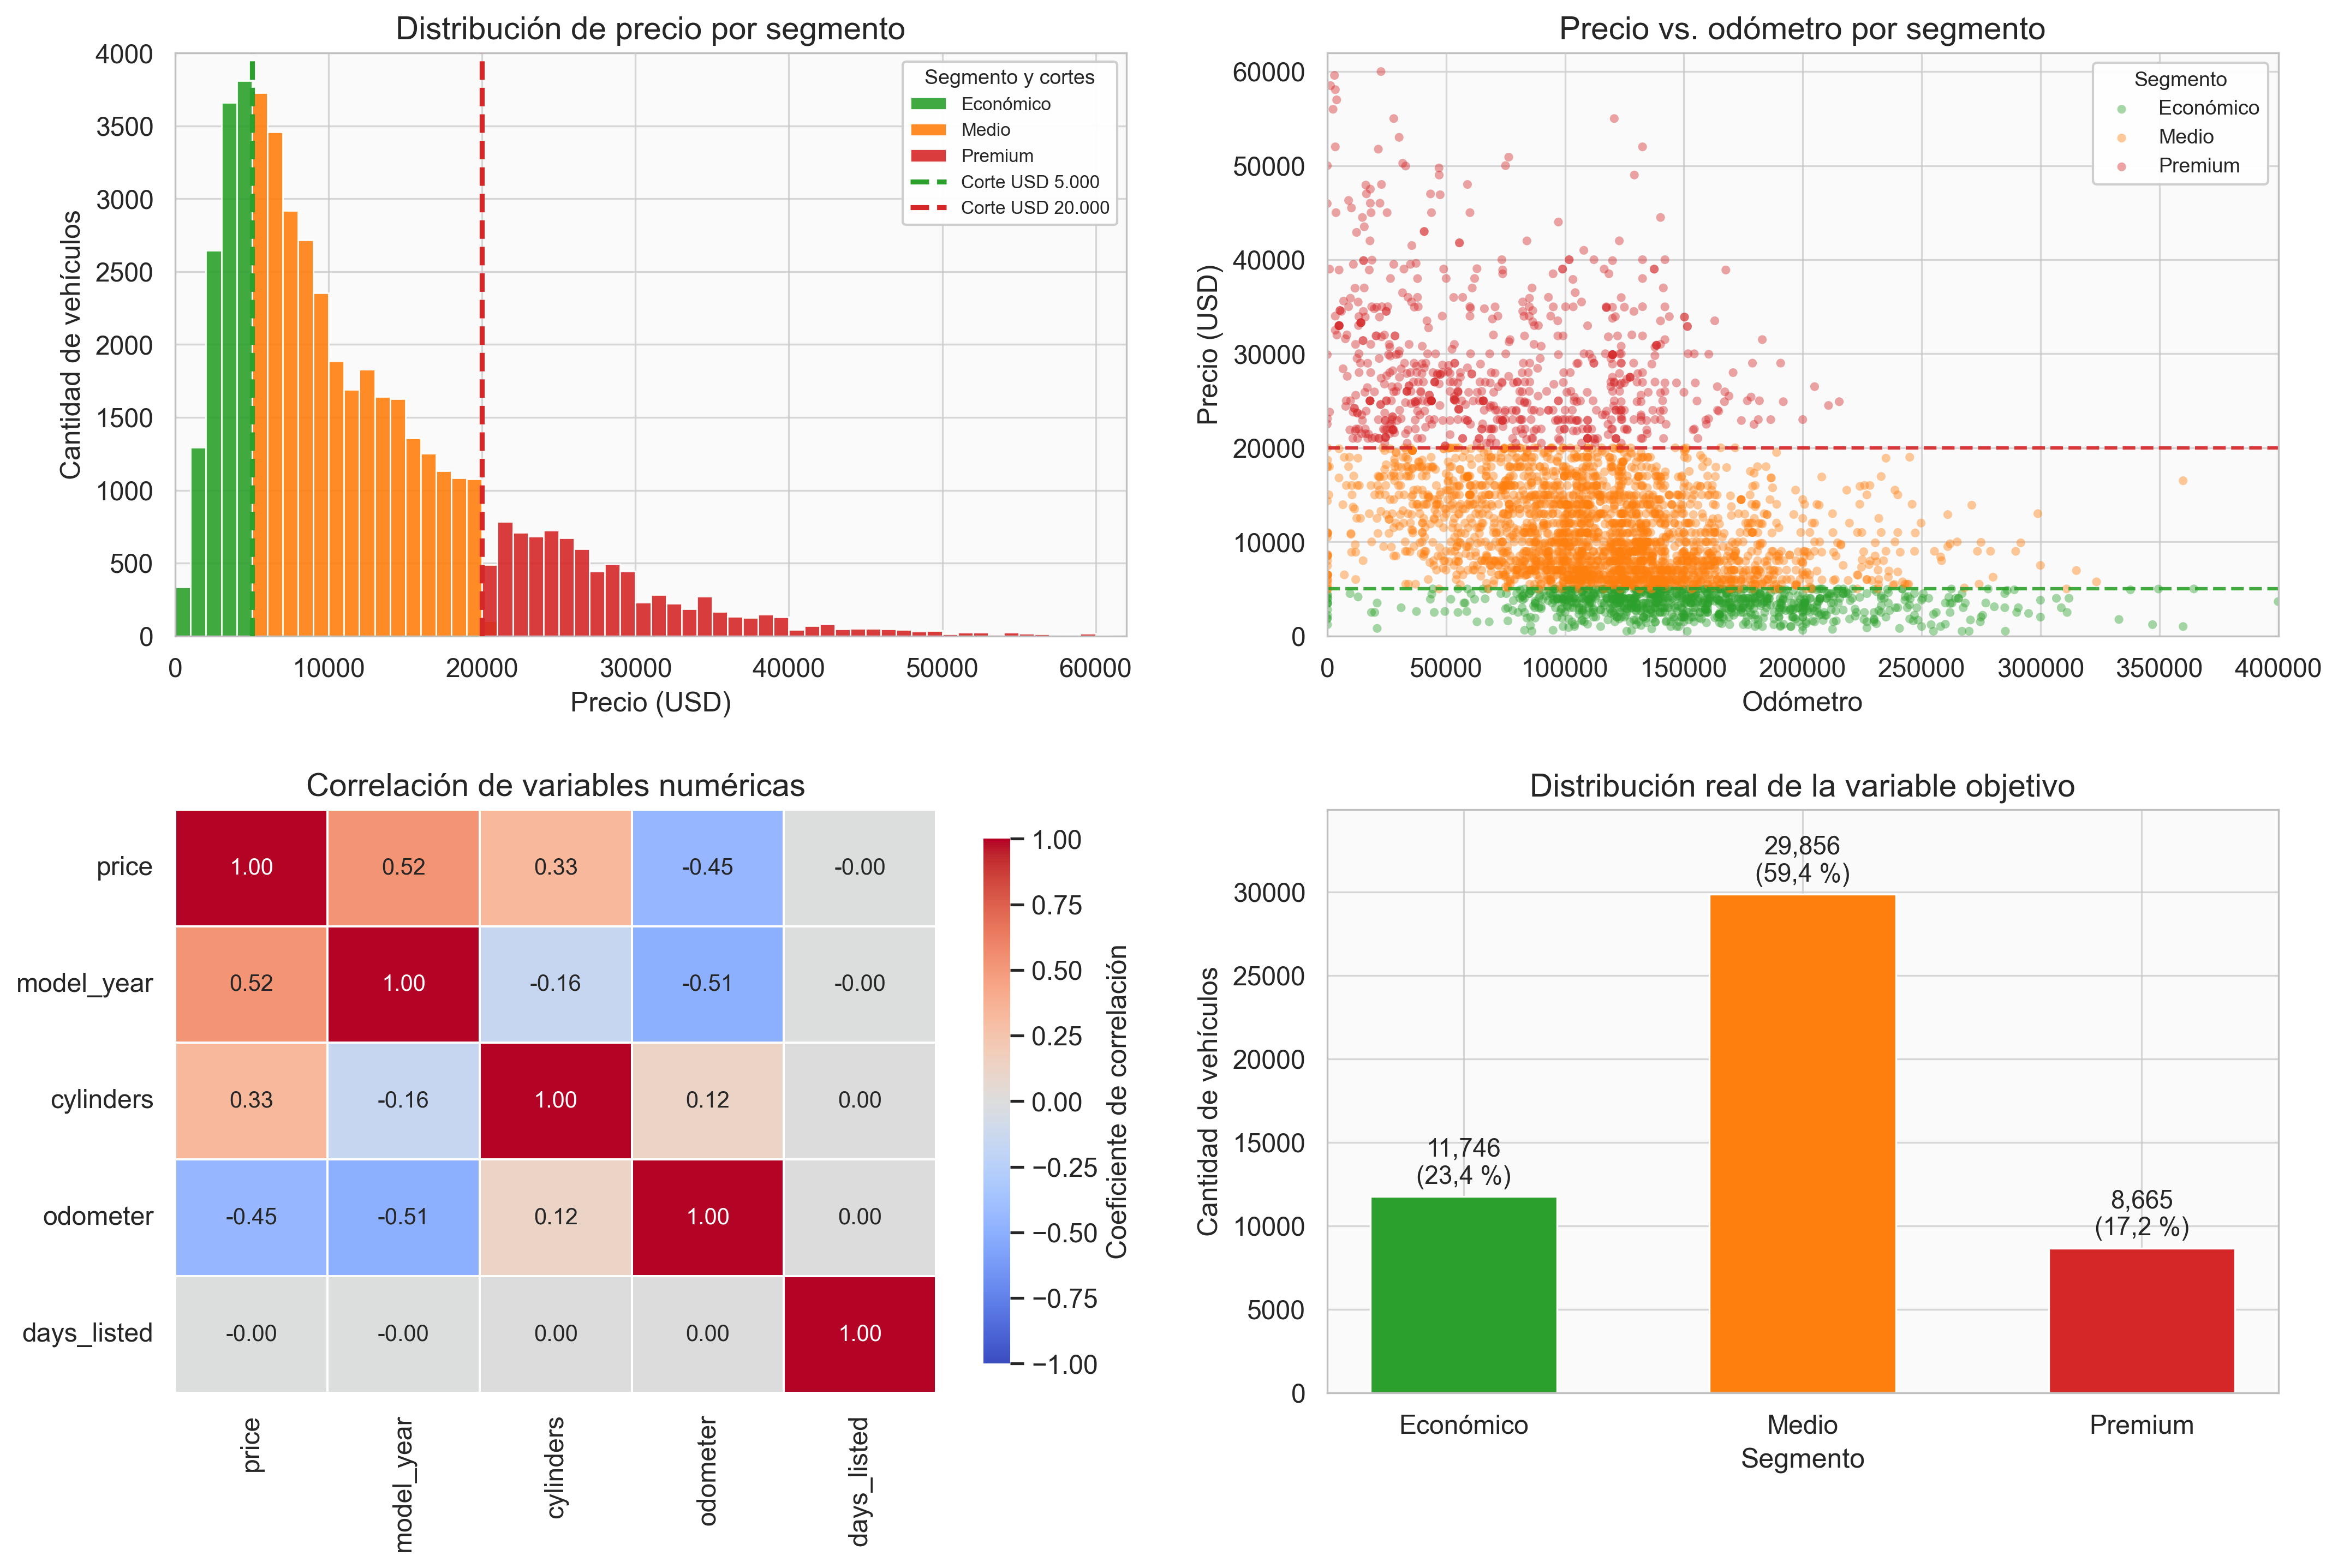 Distribución de precio por segmento
4000
3500
3000
2500
2000
1500
1000
500
0
Cantidad de vehículos
0 10000 20000 30000 40000 50000 60000
Precio (USD)
Segmento y cortes
Económico
Medio
Premium
Corte USD 5.000
Corte USD 20.000
Precio vs. odómetro por segmento
60000
50000
40000
30000
20000
10000
0
Precio (USD)
0 50000 100000 150000 200000 250000 300000 350000 400000
Odómetro
Segmento
Económico
Medio
Premium
Correlación de variables numéricas
price 1.00 0.52 0.33 -0.45 -0.00
model_year 0.52 1.00 -0.16 -0.51 -0.00
cylinders 0.33 -0.16 1.00 0.12 0.00
odometer -0.45 -0.51 0.12 1.00 0.00
days_listed -0.00 -0.00 0.00 0.00 1.00
price model_year cylinders odometer days_listed
1.00
0.75
0.50
0.25
0.00
−0.25
−0.50
−0.75
−1.00
Coeficiente de correlación
Distribución real de la variable objetivo
30000
25000
20000
15000
10000
5000
0
Cantidad de vehículos
11,746
(23,4 %)
29,856
(59,4 %)
8,665
(17,2 %)
Económico Medio Premium
Segmento